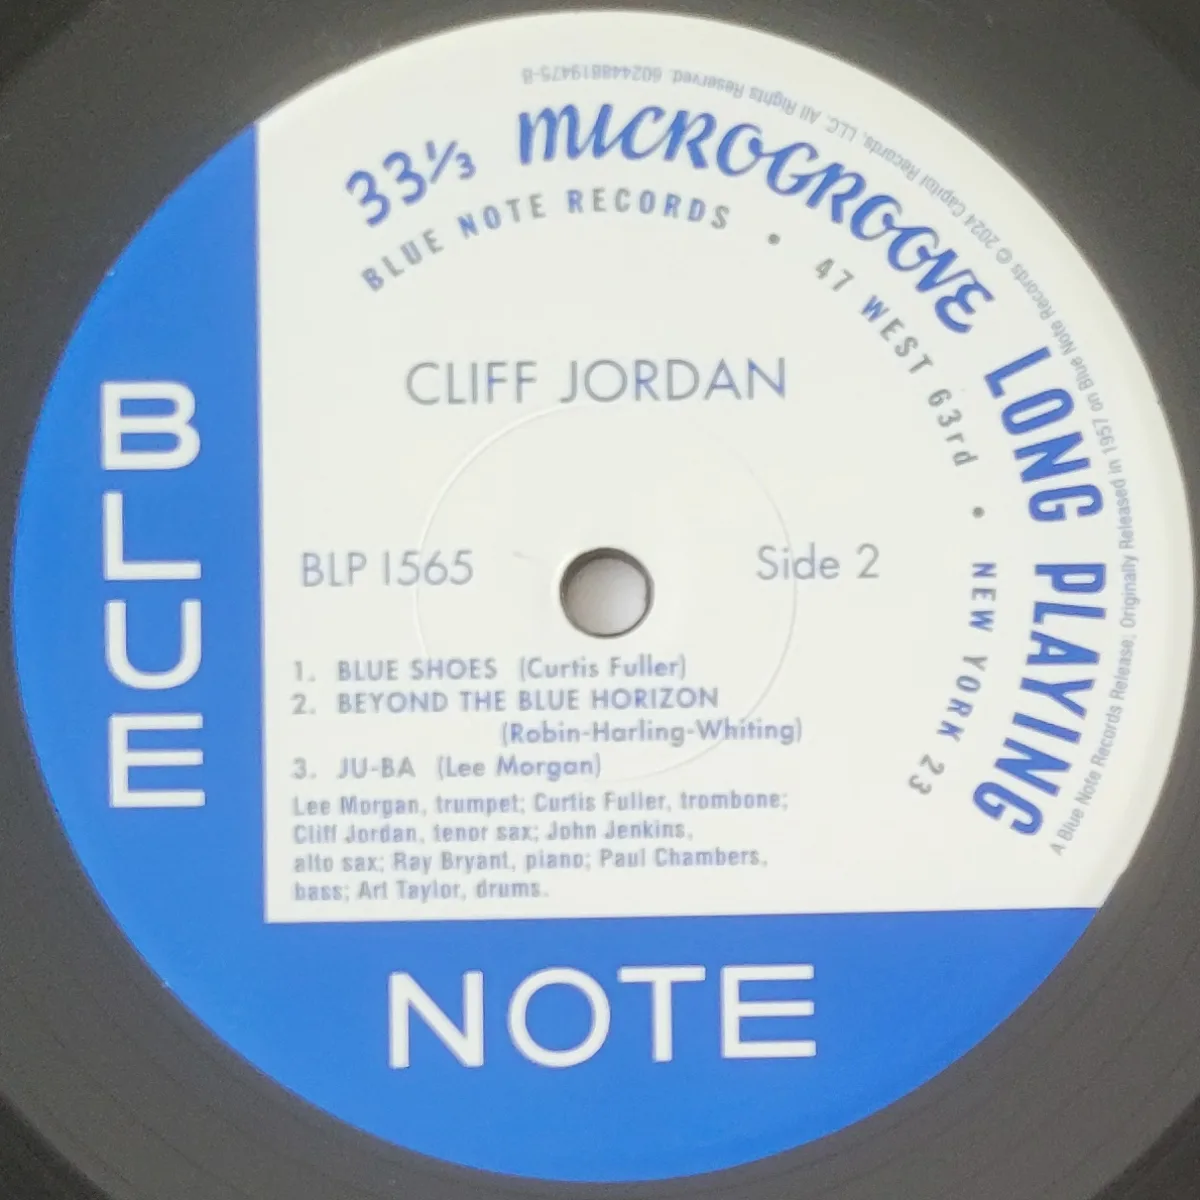 33⅓ MICROGROOVE LONG PLAYING
BLUE NOTE RECORDS • 47 WEST 63rd • NEW YORK 23
A Blue Note Records Release; Originally Released in 1957 on Blue Note Records © 2024 Capitol Records, LLC. All Rights Reserved. 602448819475-B
CLIFF JORDAN
BLP 1565
Side 2
1. BLUE SHOES (Curtis Fuller)
2. BEYOND THE BLUE HORIZON
(Robin-Harling-Whiting)
3. JU-BA (Lee Morgan)
Lee Morgan, trumpet; Curtis Fuller, trombone;
Cliff Jordan, tenor sax; John Jenkins,
alto sax; Ray Bryant, piano; Paul Chambers,
bass; Art Taylor, drums.
BLUE
NOTE